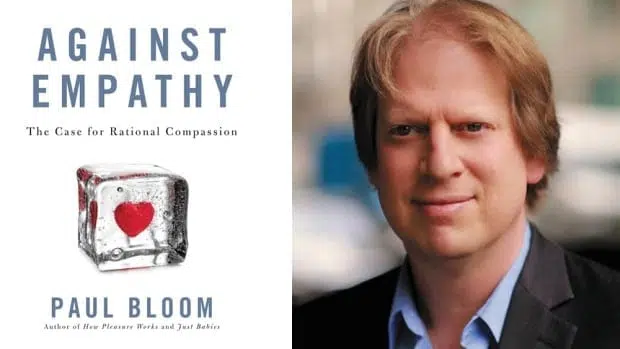 AGAINST
EMPATHY
The Case for Rational Compassion
PAUL BLOOM
Author of How Pleasure Works and Just Babies